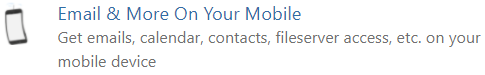 Email & More On Your Mobile
Get emails, calendar, contacts, fileserver access, etc. on your
mobile device